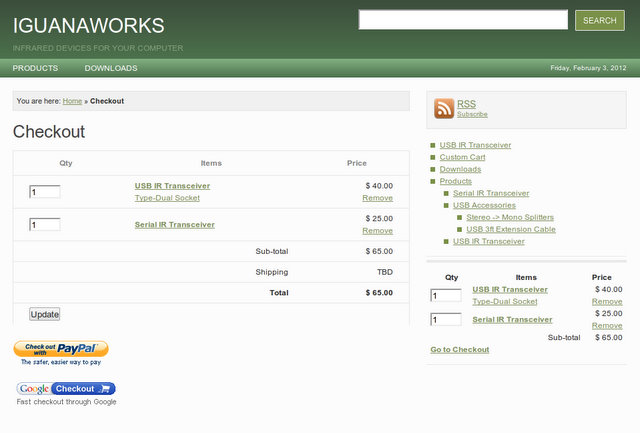 IGUANAWORKS
SEARCH
INFRARED DEVICES FOR YOUR COMPUTER
PRODUCTS DOWNLOADS Friday, February 3, 2012
You are here: Home » Checkout
Checkout
Qty Items Price
1 USB IR Transceiver $ 40.00
Type-Dual Socket Remove
1 Serial IR Transceiver $ 25.00
Remove
Sub-total $ 65.00
Shipping TBD
Total $ 65.00
Update
Check out with PayPal
The safer, easier way to pay
Google Checkout
Fast checkout through Google
RSS
Subscribe
USB IR Transceiver
Custom Cart
Downloads
Products
Serial IR Transceiver
USB Accessories
Stereo -> Mono Splitters
USB 3ft Extension Cable
USB IR Transceiver
Qty Items Price
1 USB IR Transceiver $ 40.00
Type-Dual Socket Remove
1 Serial IR Transceiver $ 25.00
Remove
Sub-total $ 65.00
Go to Checkout